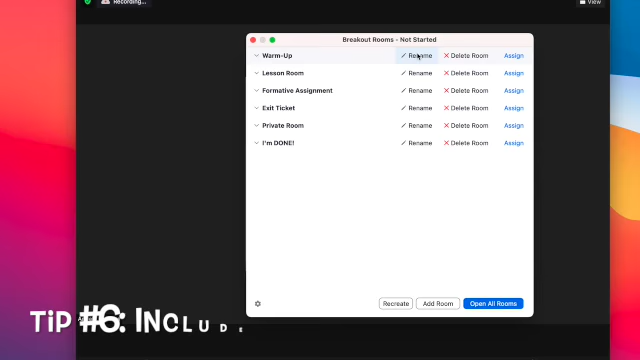 Recording...
View
Breakout Rooms - Not Started
Warm-Up Rename Delete Room Assign
Lesson Room Rename Delete Room Assign
Formative Assignment Rename Delete Room Assign
Exit Ticket Rename Delete Room Assign
Private Room Rename Delete Room Assign
I'm DONE! Rename Delete Room Assign
Recreate Add Room Open All Rooms
TIP #6: INCLUDE